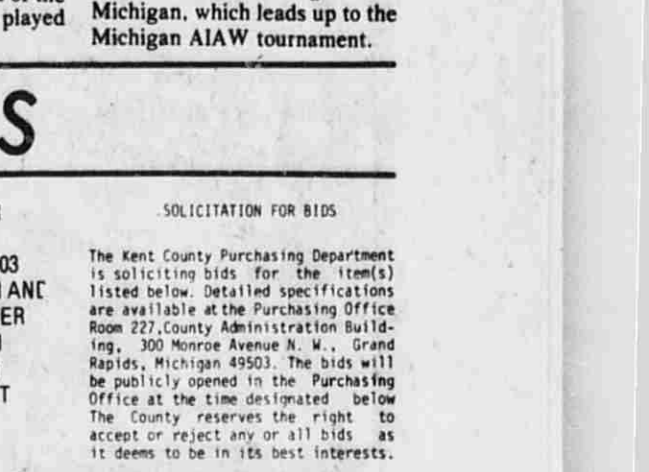 played
Michigan, which leads up to the
Michigan AIAW tournament.
S
SOLICITATION FOR BIDS
03
AND
ER
T
The Kent County Purchasing Department
is soliciting bids for the item(s)
listed below. Detailed specifications
are available at the Purchasing Office
Room 227,County Administration Build-
ing, 300 Monroe Avenue N. W., Grand
Rapids, Michigan 49503. The bids will
be publicly opened in the Purchasing
Office at the time designated below
The County reserves the right to
accept or reject any or all bids as
it deems to be in its best interests.